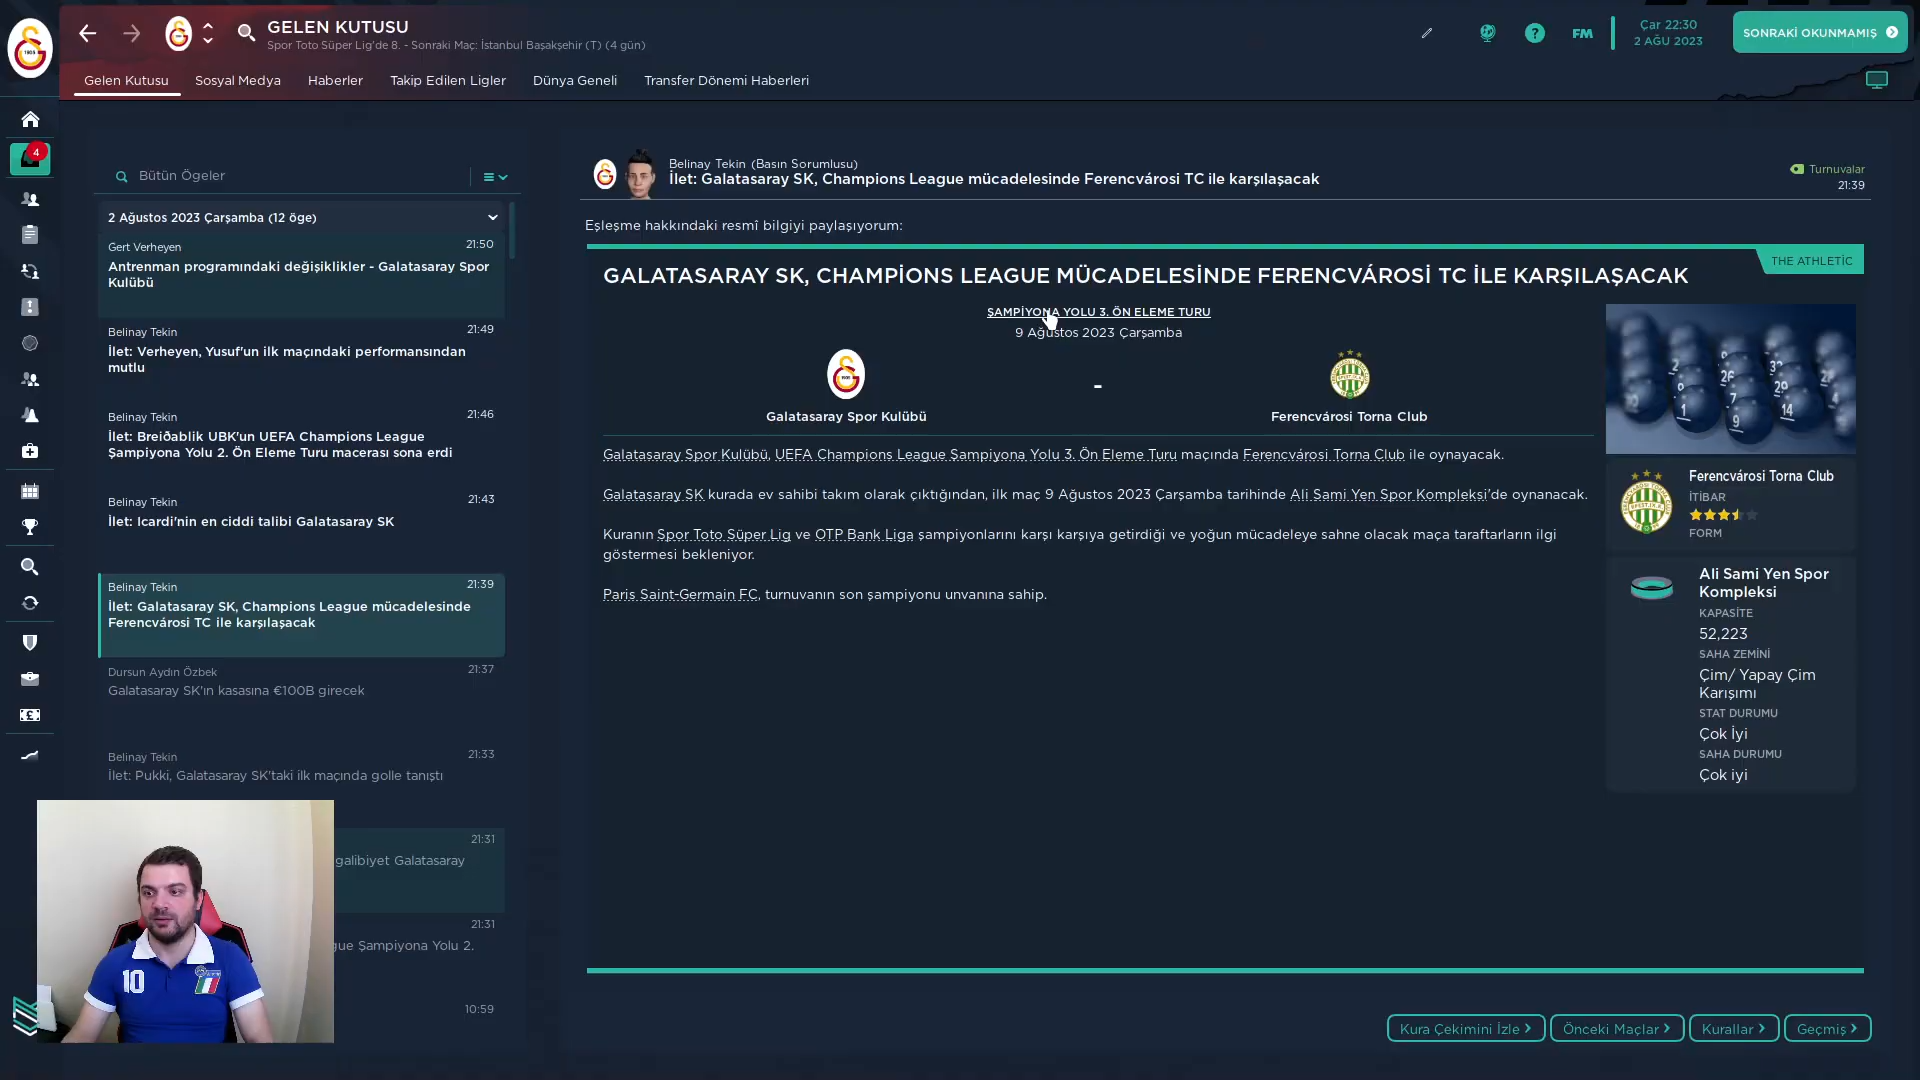 GELEN KUTUSU
Spor Toto Süper Lig'de 8. - Sonraki Maç: İstanbul Başakşehir (T) (4 gün)
FM
Çar 22:30
2 AĞU 2023
SONRAKİ OKUNMAMIŞ
Gelen Kutusu
Sosyal Medya
Haberler
Takip Edilen Ligler
Dünya Geneli
Transfer Dönemi Haberleri
4
Bütün Ögeler
2 Ağustos 2023 Çarşamba (12 öge)
Gert Verheyen
21:50
Antrenman programındaki değişiklikler - Galatasaray Spor
Kulübü
Belinay Tekin
21:49
İlet: Verheyen, Yusuf'un ilk maçındaki performansından
mutlu
Belinay Tekin
21:46
İlet: Breiðablik UBK'un UEFA Champions League
Şampiyona Yolu 2. Ön Eleme Turu macerası sona erdi
Belinay Tekin
21:43
İlet: Icardi'nin en ciddi talibi Galatasaray SK
Belinay Tekin
21:39
İlet: Galatasaray SK, Champions League mücadelesinde
Ferencvárosi TC ile karşılaşacak
Dursun Aydın Özbek
21:37
Galatasaray SK'ın kasasına €100B girecek
Belinay Tekin
21:33
İlet: Pukki, Galatasaray SK'taki ilk maçında golle tanıştı
21:31
galibiyet Galatasaray
21:31
gue Şampiyona Yolu 2.
10:59
10
Belinay Tekin (Basın Sorumlusu)
İlet: Galatasaray SK, Champions League mücadelesinde Ferencvárosi TC ile karşılaşacak
Turnuvalar
21:39
Eşleşme hakkındaki resmî bilgiyi paylaşıyorum:
THE ATHLETİC
GALATASARAY SK, CHAMPİONS LEAGUE MÜCADELESİNDE FERENCVÁROSİ TC İLE KARŞILAŞACAK
ŞAMPİYONA YOLU 3. ÖN ELEME TURU
9 Ağustos 2023 Çarşamba
-
Galatasaray Spor Kulübü
Ferencvárosi Torna Club
Galatasaray Spor Kulübü, UEFA Champions League Şampiyona Yolu 3. Ön Eleme Turu maçında Ferencvárosi Torna Club ile oynayacak.
Galatasaray SK kurada ev sahibi takım olarak çıktığından, ilk maç 9 Ağustos 2023 Çarşamba tarihinde Ali Sami Yen Spor Kompleksi'de oynanacak.
Kuranın Spor Toto Süper Lig ve OTP Bank Liga şampiyonlarını karşı karşıya getirdiği ve yoğun mücadeleye sahne olacak maça taraftarların ilgi
göstermesi bekleniyor.
Paris Saint-Germain FC, turnuvanın son şampiyonu unvanına sahip.
Ferencvárosi Torna Club
İTİBAR
FORM
Ali Sami Yen Spor
Kompleksi
KAPASİTE
52,223
SAHA ZEMİNİ
Çim/ Yapay Çim
Karışımı
STAT DURUMU
Çok İyi
SAHA DURUMU
Çok iyi
Kura Çekimini İzle
Önceki Maçlar
Kurallar
Geçmiş